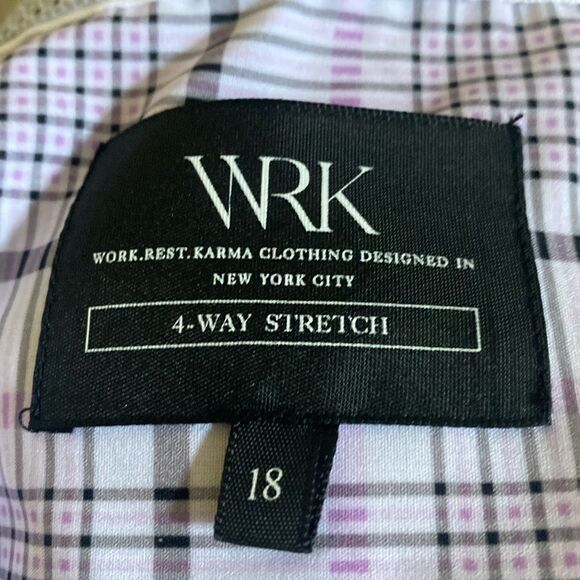 WRK
WORK.REST.KARMA CLOTHING DESIGNED IN
NEW YORK CITY
4-WAY STRETCH
18